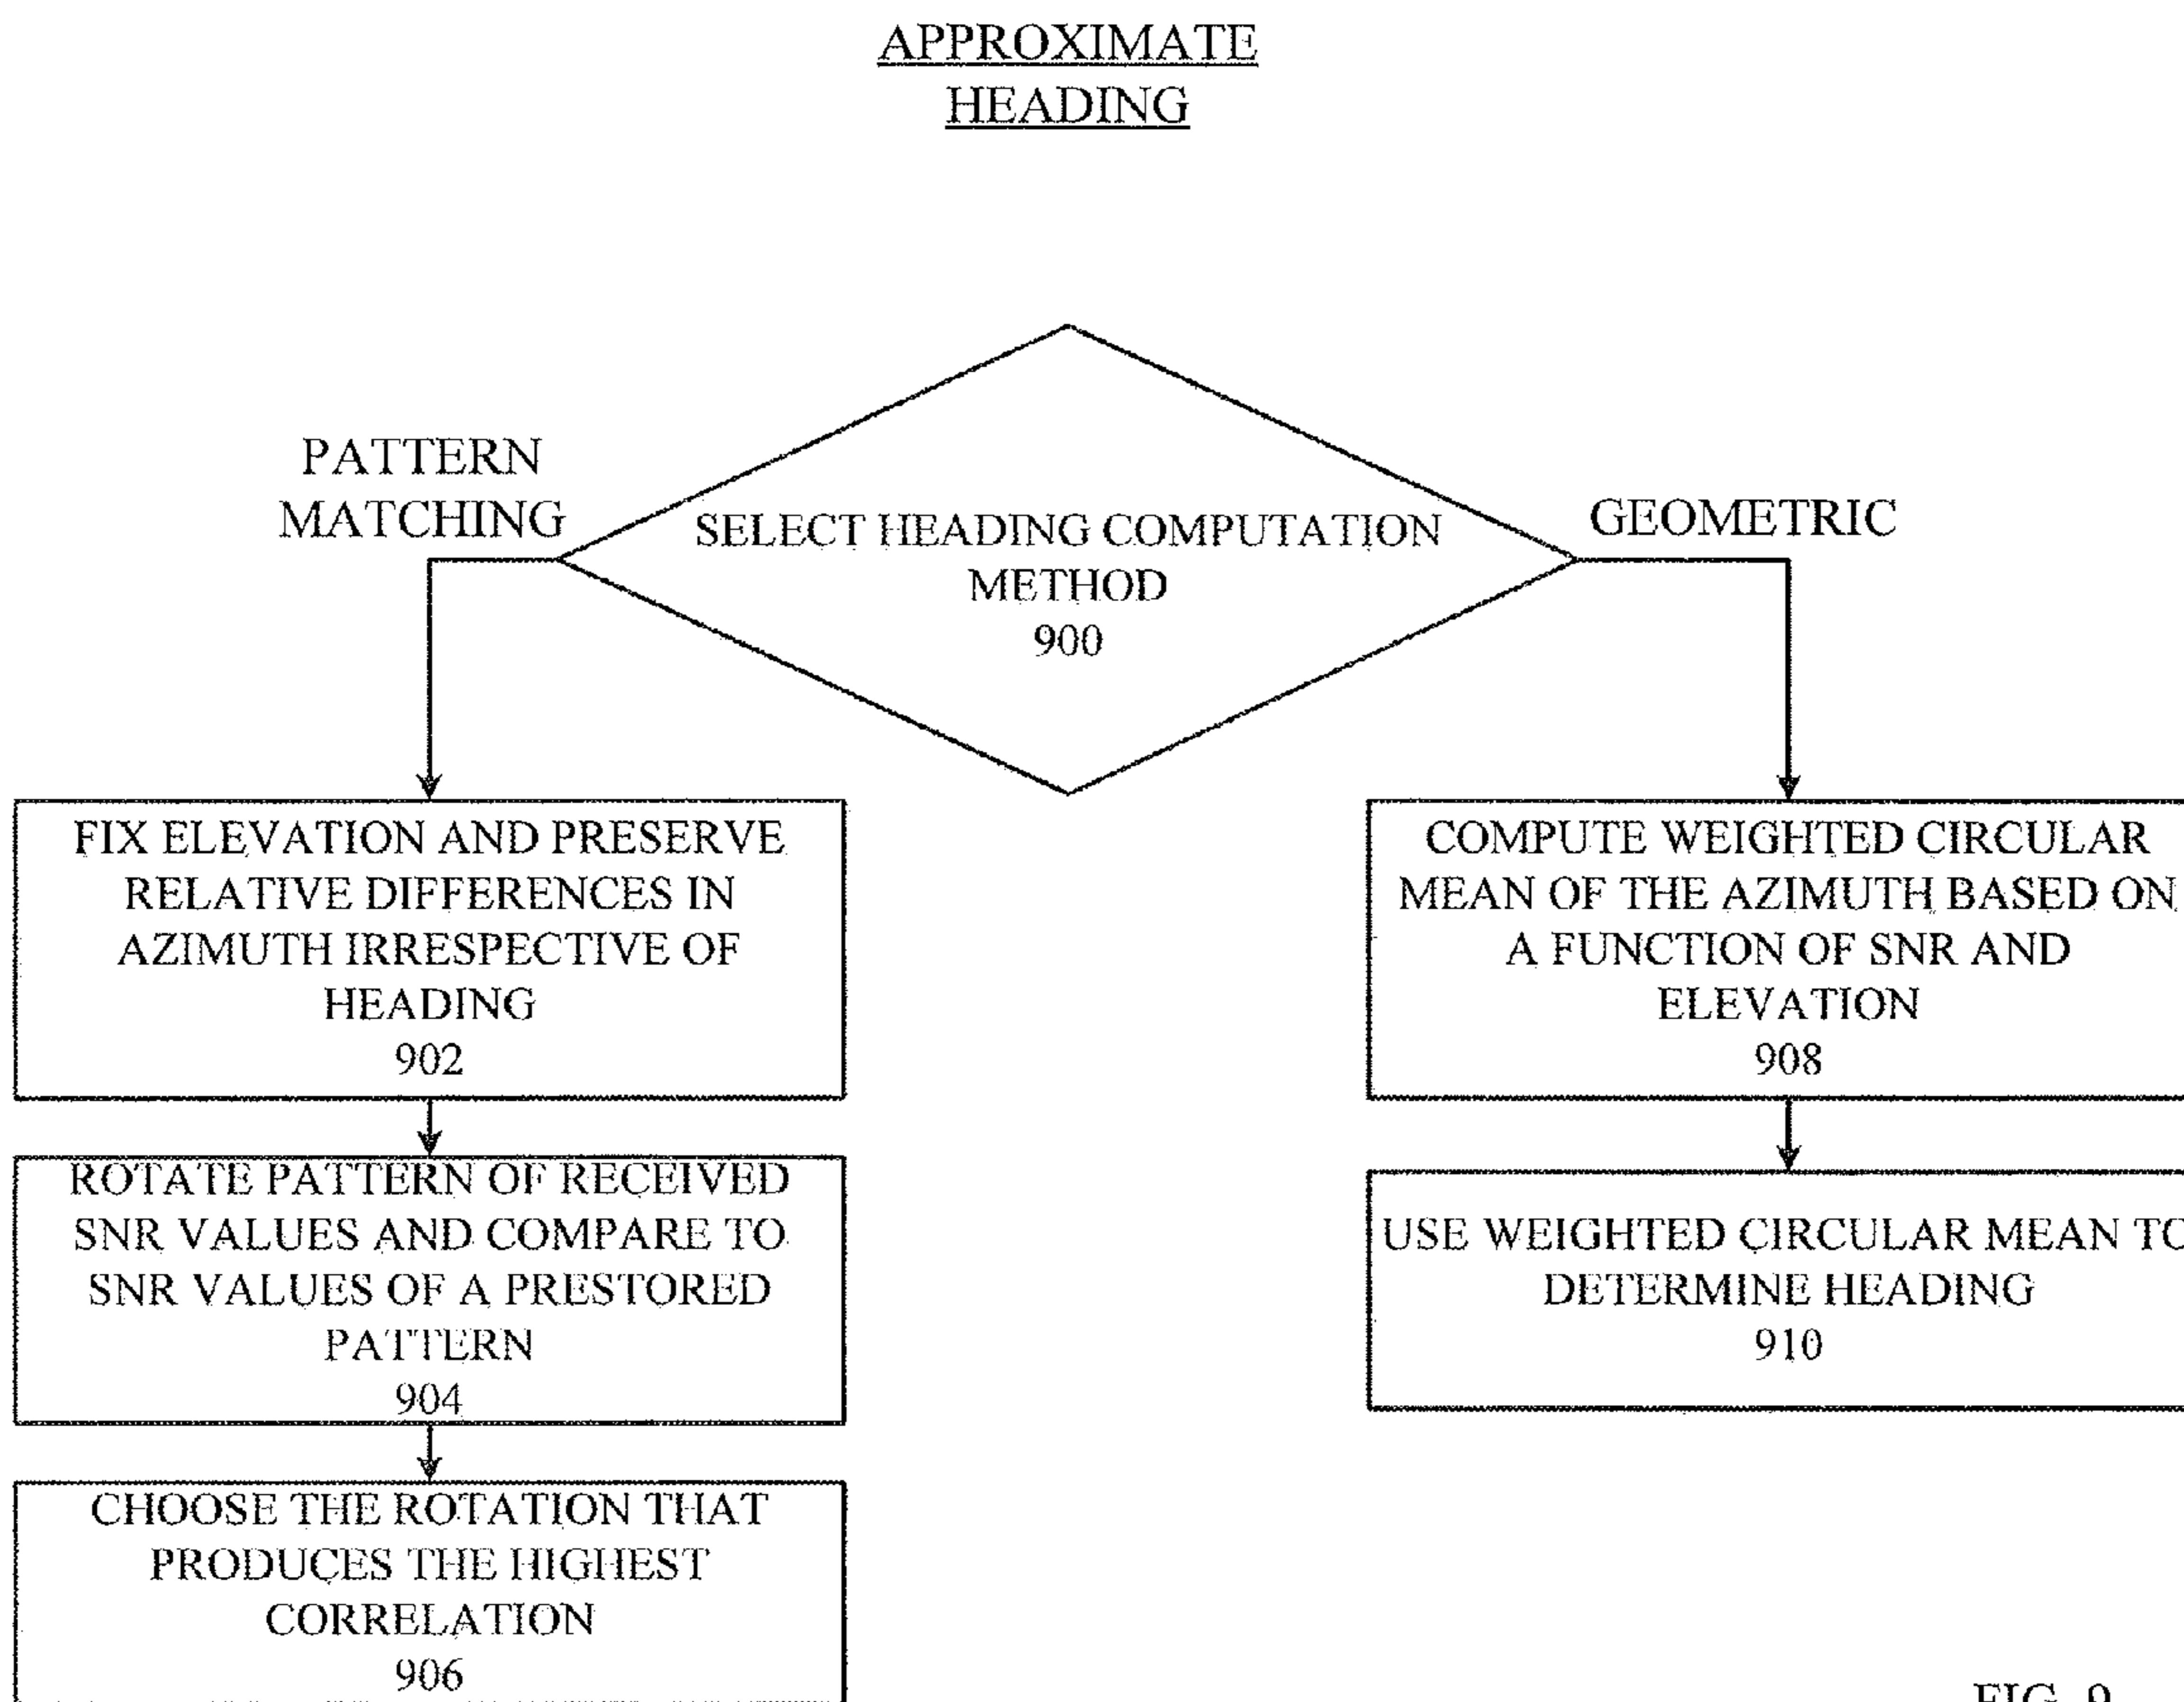 APPROXIMATE
HEADING
PATTERN
MATCHING
SELECT HEADING COMPUTATION
METHOD
900
GEOMETRIC
FIX ELEVATION AND PRESERVE
RELATIVE DIFFERENCES IN
AZIMUTH IRRESPECTIVE OF
HEADING
902
ROTATE PATTERN OF RECEIVED
SNR VALUES AND COMPARE TO
SNR VALUES OF A PRESTORED
PATTERN
904
CHOOSE THE ROTATION THAT
PRODUCES THE HIGHEST
CORRELATION
906
COMPUTE WEIGHTED CIRCULAR
MEAN OF THE AZIMUTH BASED ON
A FUNCTION OF SNR AND
ELEVATION
908
USE WEIGHTED CIRCULAR MEAN TO
DETERMINE HEADING
910
FIG. 9